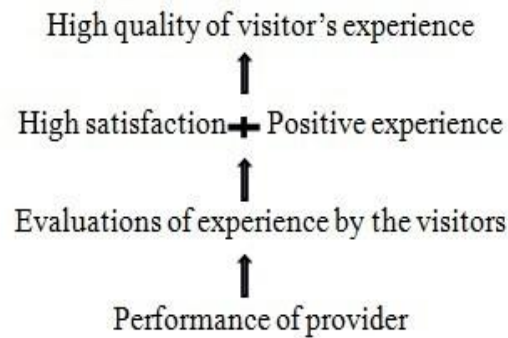 High quality of visitor's experience
High satisfaction + Positive experience
Evaluations of experience by the visitors
Performance of provider